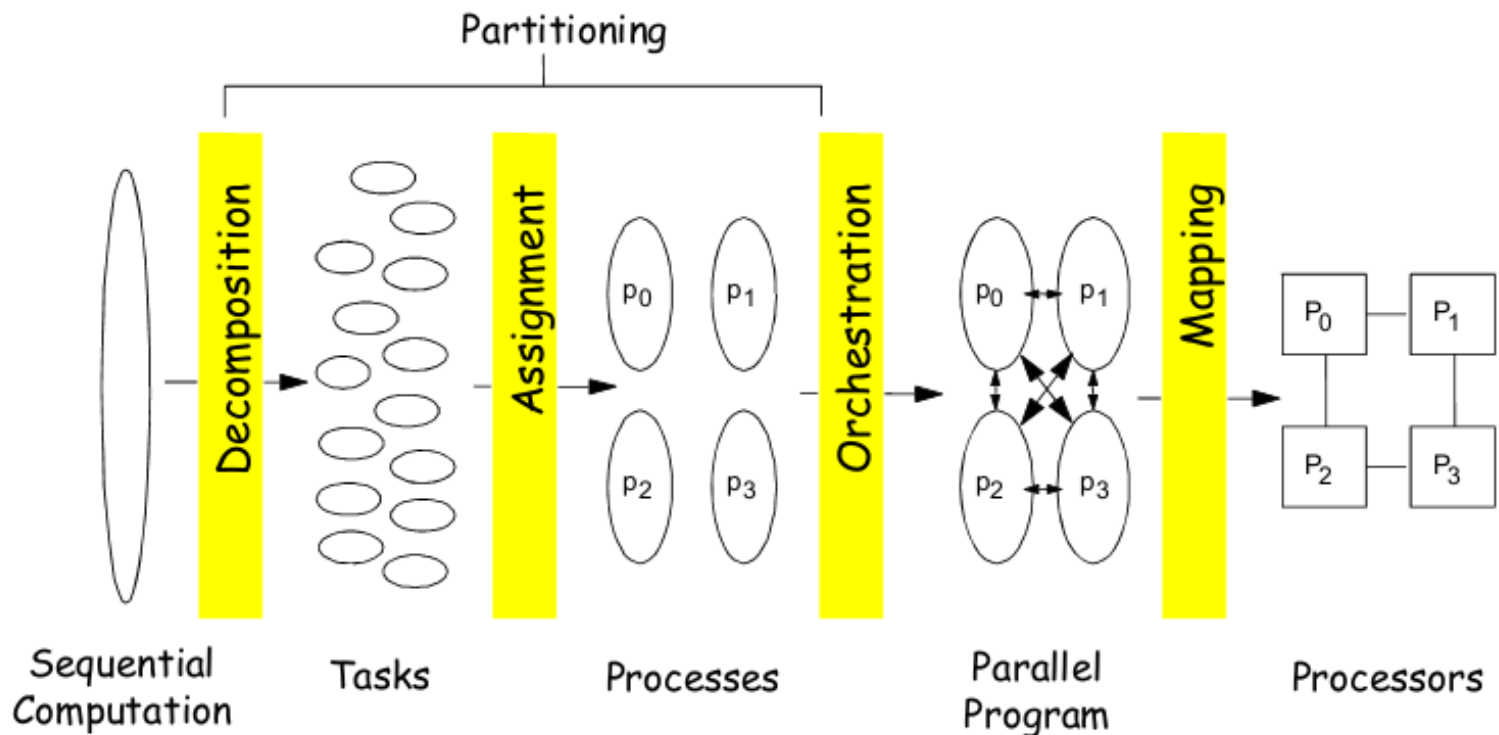 Partitioning
Decomposition
Assignment
Orchestration
Mapping
p0
p1
p2
p3
p0
p1
p2
p3
P0
P1
P2
P3
Sequential
Computation
Tasks
Processes
Parallel
Program
Processors